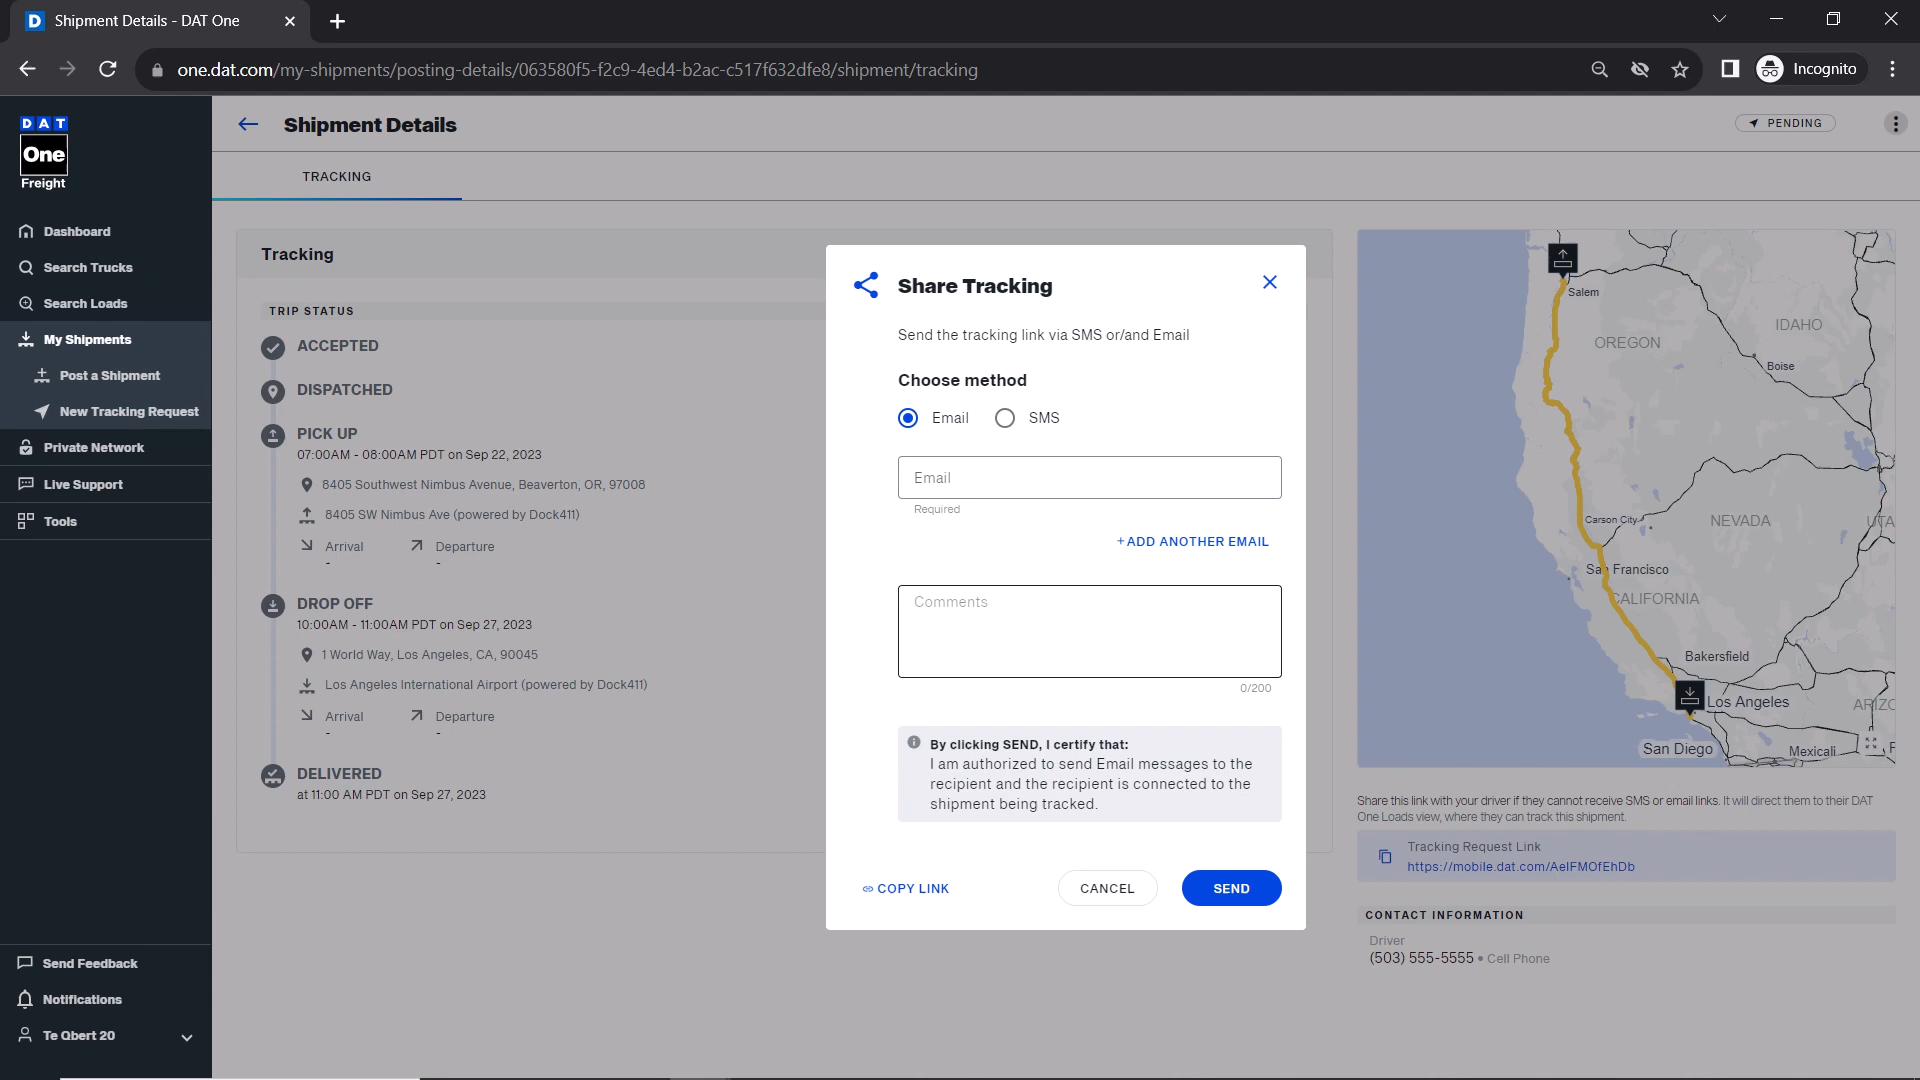 Shipment Details - DAT One
one.dat.com/my-shipments/posting-details/063580f5-f2c9-4ed4-b2ac-c517f632dfe8/shipment/tracking
Incognito
DAT
One
Freight
Dashboard
Search Trucks
Search Loads
My Shipments
Post a Shipment
New Tracking Request
Private Network
Live Support
Tools
Send Feedback
Notifications
Te Qbert 20
Shipment Details
PENDING
TRACKING
Tracking
TRIP STATUS
ACCEPTED
DISPATCHED
PICK UP
07:00AM - 08:00AM PDT on Sep 22, 2023
8405 Southwest Nimbus Avenue, Beaverton, OR, 97008
8405 SW Nimbus Ave (powered by Dock411)
Arrival Departure
- -
DROP OFF
10:00AM - 11:00AM PDT on Sep 27, 2023
1 World Way, Los Angeles, CA, 90045
Los Angeles International Airport (powered by Dock411)
Arrival Departure
- -
DELIVERED
at 11:00 AM PDT on Sep 27, 2023
Share Tracking
Send the tracking link via SMS or/and Email
Choose method
Email SMS
Email
Required
+ADD ANOTHER EMAIL
Comments
0/200
By clicking SEND, I certify that:
I am authorized to send Email messages to the
recipient and the recipient is connected to the
shipment being tracked.
COPY LINK CANCEL SEND
Salem
IDAHO
OREGON
Boise
Carson City
NEVADA
UTA
San Francisco
CALIFORNIA
Bakersfield
Los Angeles
ARIZO
San Diego
Mexicali
Share this link with your driver if they cannot receive SMS or email links. It will direct them to their DAT
One Loads view, where they can track this shipment.
Tracking Request Link
https://mobile.dat.com/AeIFMOfEhDb
CONTACT INFORMATION
Driver
(503) 555-5555 • Cell Phone